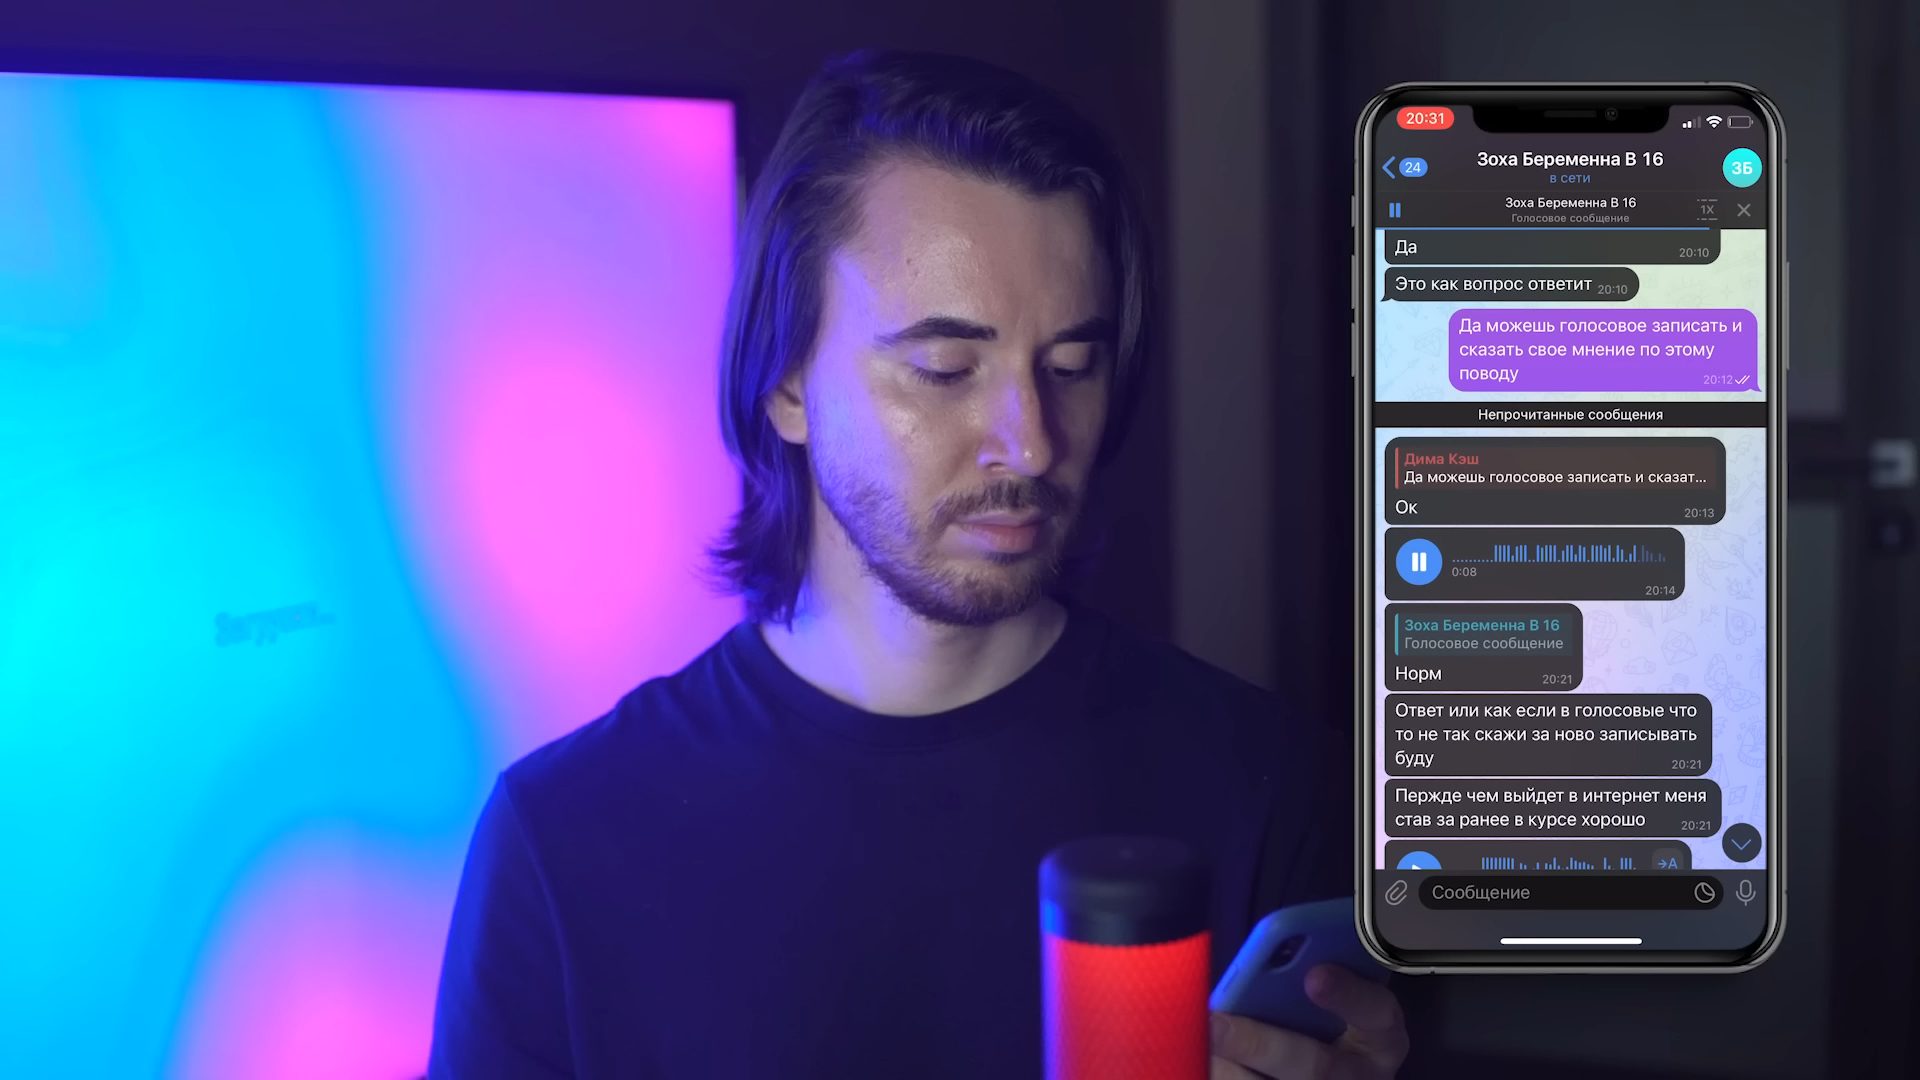 20:31
24
Зоха Беременна В 16
в сети
ЗБ
Зоха Беременна В 16
Голосовое сообщение
1X
Да
20:10
Это как вопрос ответит 20:10
Да можешь голосовое записать и
сказать свое мнение по этому
поводу
20:12
Непрочитанные сообщения
Дима Кэш
Да можешь голосовое записать и сказат...
Ок
20:13
0:08
20:14
Зоха Беременна В 16
Голосовое сообщение
Норм
20:21
Ответ или как если в голосовые что
то не так скажи за ново записывать
буду
20:21
Пержде чем выйдет в интернет меня
став за ранее в курсе хорошо 20:21
→A
Сообщение